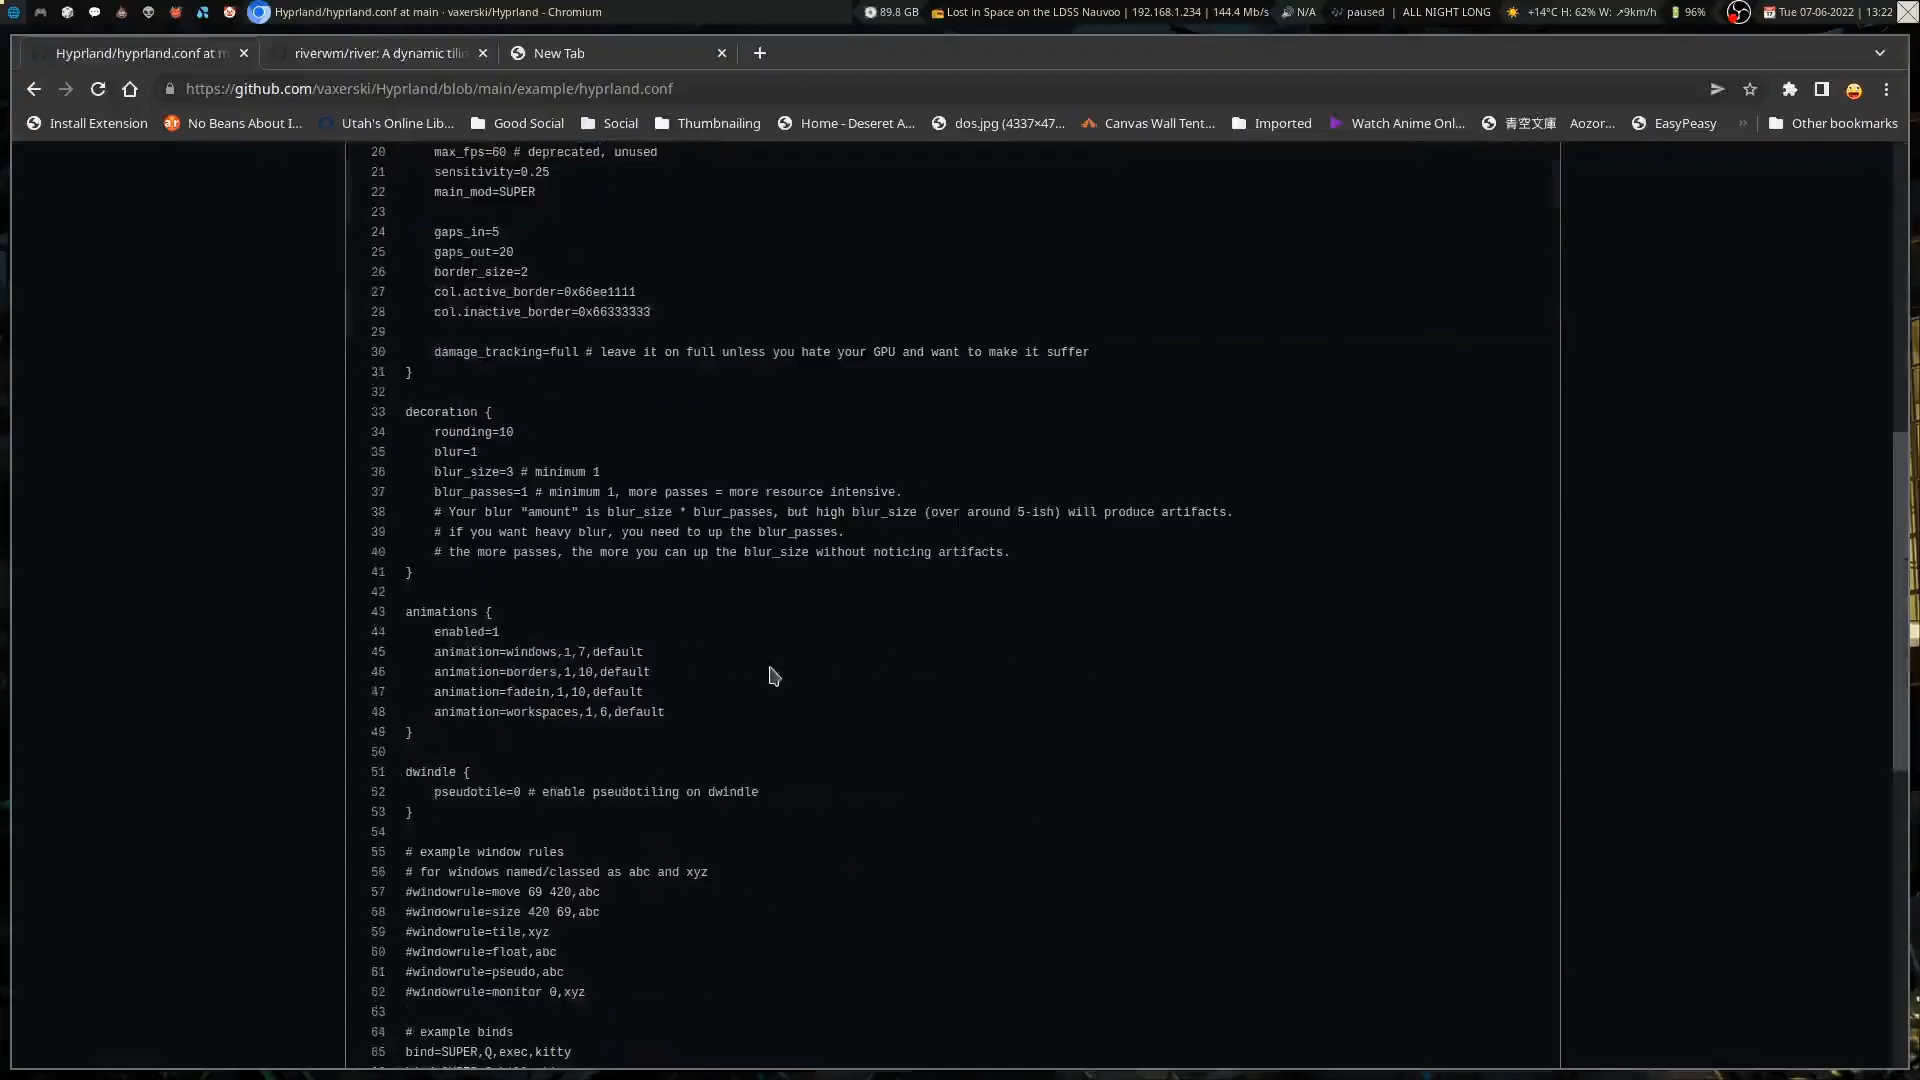 Hyprland/hyprland.conf at main · vaxerski/Hyprland - Chromium
89.8 GB
Lost in Space on the LDSS Nauvoo | 192.168.1.234 | 144.4 Mb/s
N/A
paused | ALL NIGHT LONG
+14°C H: 62% W: ↗9km/h
96%
Tue 07-06-2022 | 13:22
Hyprland/hyprland.conf at m
riverwm/river: A dynamic tilin
New Tab
https://github.com/vaxerski/Hyprland/blob/main/example/hyprland.conf
Install Extension
No Beans About I...
Utah's Online Lib...
Good Social
Social
Thumbnailing
Home - Deseret A...
dos.jpg (4337×47...
Canvas Wall Tent...
Imported
Watch Anime Onl...
青空文庫 Aozor...
EasyPeasy
»
Other bookmarks
20 max_fps=60 # deprecated, unused
21 sensitivity=0.25
22 main_mod=SUPER
23
24 gaps_in=5
25 gaps_out=20
26 border_size=2
27 col.active_border=0x66ee1111
28 col.inactive_border=0x66333333
29
30 damage_tracking=full # leave it on full unless you hate your GPU and want to make it suffer
31 }
32
33 decoration {
34 rounding=10
35 blur=1
36 blur_size=3 # minimum 1
37 blur_passes=1 # minimum 1, more passes = more resource intensive.
38 # Your blur "amount" is blur_size * blur_passes, but high blur_size (over around 5-ish) will produce artifacts.
39 # if you want heavy blur, you need to up the blur_passes.
40 # the more passes, the more you can up the blur_size without noticing artifacts.
41 }
42
43 animations {
44 enabled=1
45 animation=windows,1,7,default
46 animation=borders,1,10,default
47 animation=fadein,1,10,default
48 animation=workspaces,1,6,default
49 }
50
51 dwindle {
52 pseudotile=0 # enable pseudotiling on dwindle
53 }
54
55 # example window rules
56 # for windows named/classed as abc and xyz
57 #windowrule=move 69 420,abc
58 #windowrule=size 420 69,abc
59 #windowrule=tile,xyz
60 #windowrule=float,abc
61 #windowrule=pseudo,abc
62 #windowrule=monitor 0,xyz
63
64 # example binds
65 bind=SUPER,Q,exec,kitty